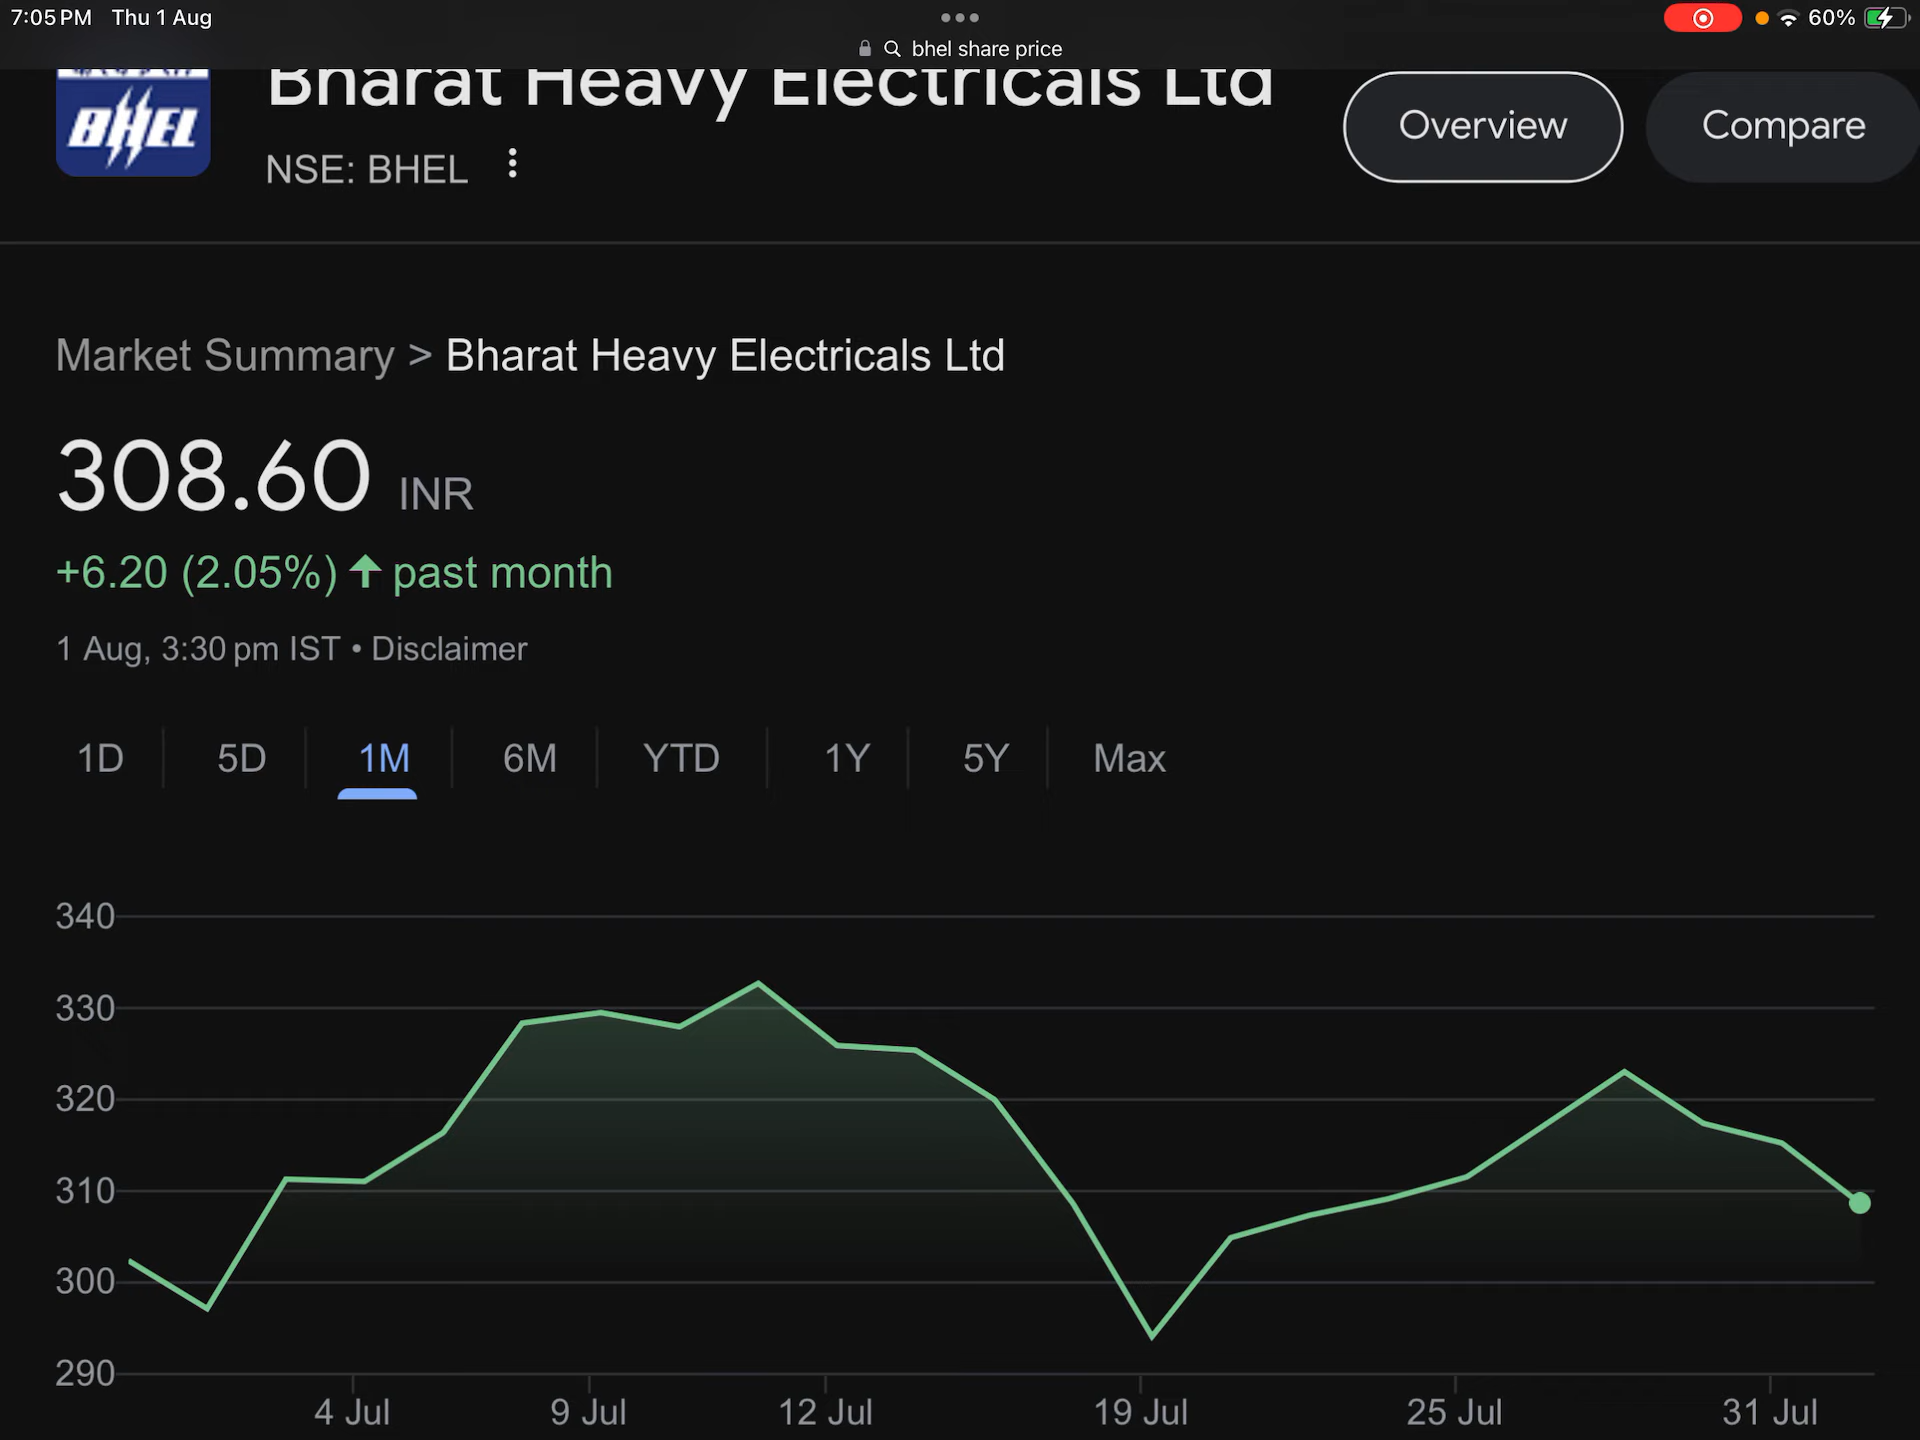 7:05 PM Thu 1 Aug
60%
bhel share price
BHEL
Bharat Heavy Electricals Ltd
NSE: BHEL
Overview
Compare
Market Summary > Bharat Heavy Electricals Ltd
308.60 INR
+6.20 (2.05%) ↑ past month
1 Aug, 3:30 pm IST • Disclaimer
1D 5D 1M 6M YTD 1Y 5Y Max
340
330
320
310
300
290
4 Jul 9 Jul 12 Jul 19 Jul 25 Jul 31 Jul